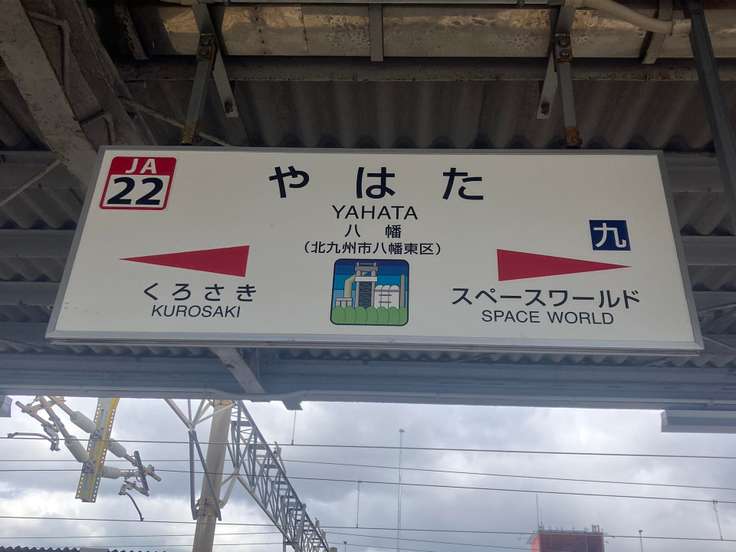 JA
22
やはた
YAHATA
八幡
(北九州市八幡東区)
九
くろさき
KUROSAKI
スペースワールド
SPACE WORLD